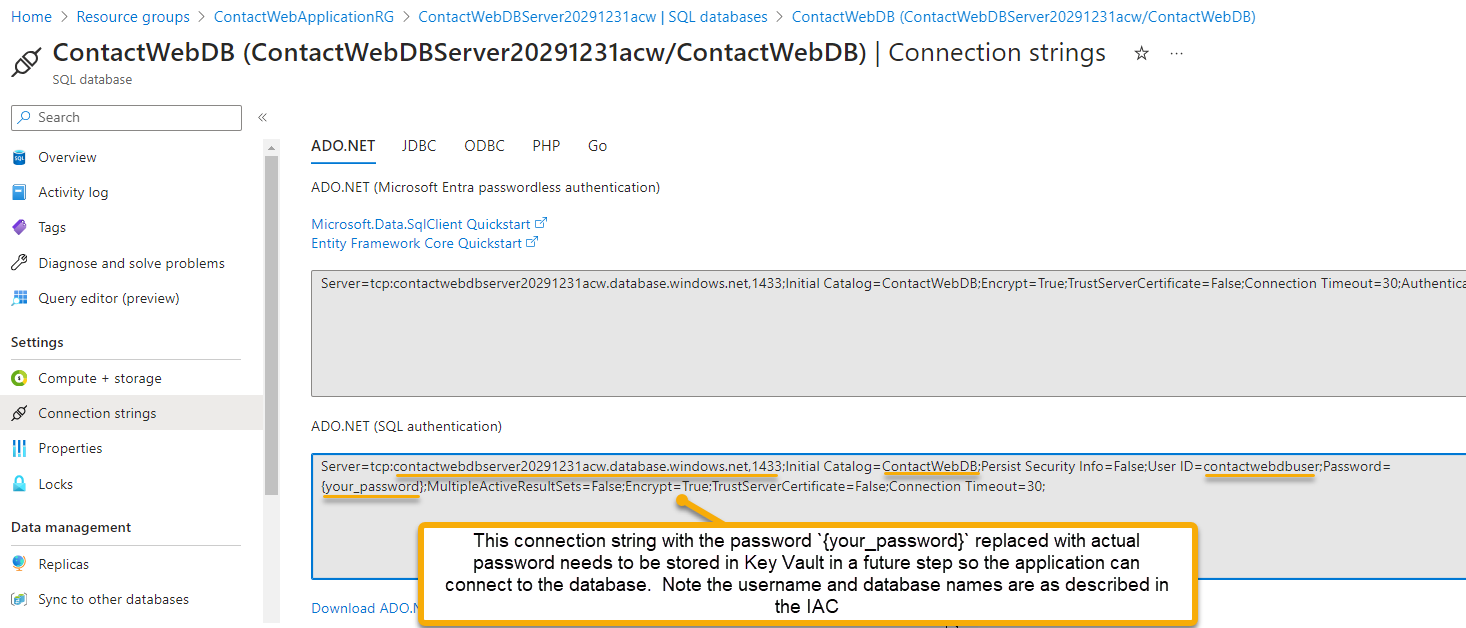 Home > Resource groups > ContactWebApplicationRG > ContactWebDBServer20291231acw | SQL databases > ContactWebDB (ContactWebDBServer20291231acw/ContactWebDB)
ContactWebDB (ContactWebDBServer20291231acw/ContactWebDB) | Connection strings
SQL database
Search
Overview
Activity log
Tags
Diagnose and solve problems
Query editor (preview)
Settings
Compute + storage
Connection strings
Properties
Locks
Data management
Replicas
Sync to other databases
ADO.NET JDBC ODBC PHP Go
ADO.NET (Microsoft Entra passwordless authentication)
Microsoft.Data.SqlClient Quickstart
Entity Framework Core Quickstart
Server=tcp:contactwebdbserver20291231acw.database.windows.net,1433;Initial Catalog=ContactWebDB;Encrypt=True;TrustServerCertificate=False;Connection Timeout=30;Authentica
ADO.NET (SQL authentication)
Server=tcp:contactwebdbserver20291231acw.database.windows.net,1433;Initial Catalog=ContactWebDB;Persist Security Info=False;User ID=contactwebdbuser;Password=
{your_password};MultipleActiveResultSets=False;Encrypt=True;TrustServerCertificate=False;Connection Timeout=30;
This connection string with the password `{your_password}` replaced with actual
password needs to be stored in Key Vault in a future step so the application can
connect to the database. Note the username and database names are as described in
the IAC
Download ADO.N